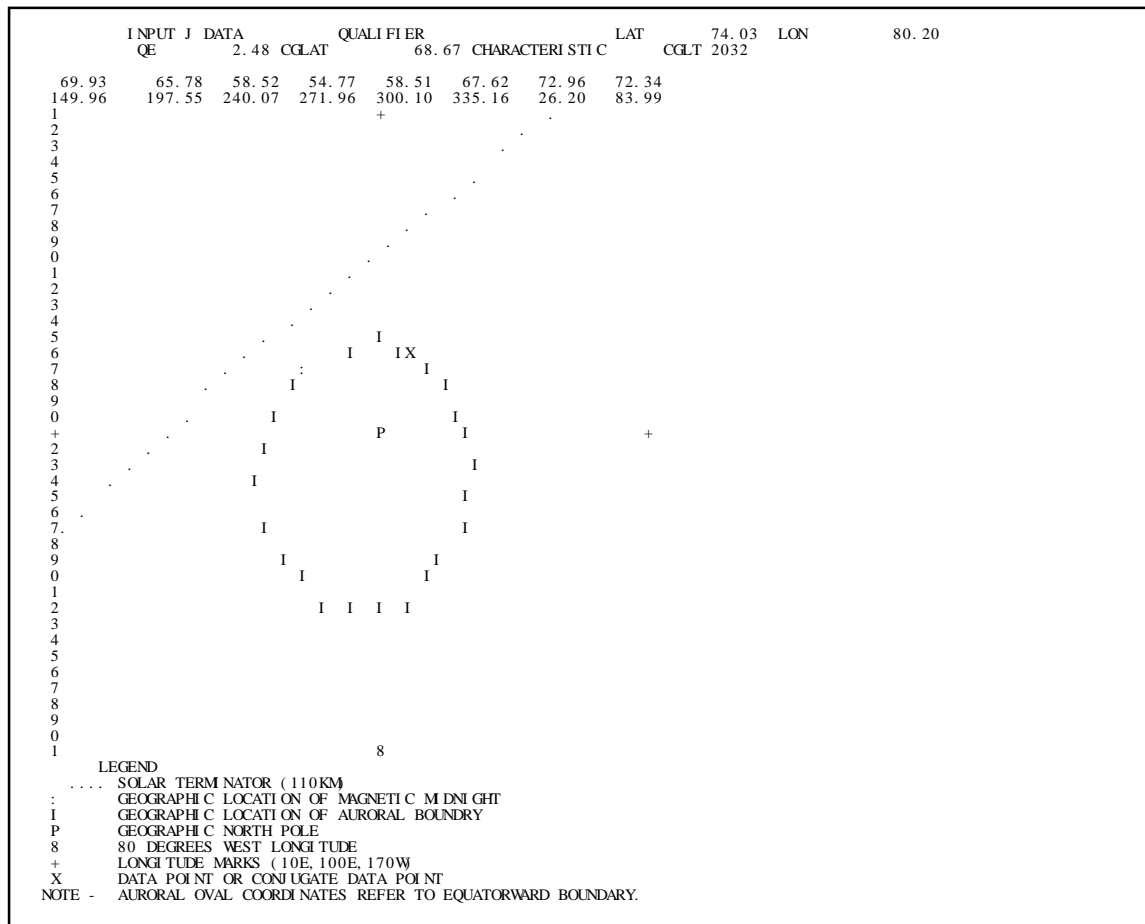 INPUT J DATA QUALIFIER LAT 74.03 LON 80.20
QE 2.48 CGLAT 68.67 CHARACTERISTIC CGLT 2032
69.93 65.78 58.52 54.77 58.51 67.62 72.96 72.34
149.96 197.55 240.07 271.96 300.10 335.16 26.20 83.99
1 + .
2 .
3 .
4
5 .
6 .
7 .
8 .
9 .
0 .
1 .
2 .
3 .
4 .
5 . I
6 . I I X
7 . : I
8 . I I
9
0 . I I
+ . P I +
2 . I
3 . I
4 . I
5 I
6 .
7. I I
8
9 I I
0 I I
1
2 I I I I
3
4
5
6
7
8
9
0
1 8
LEGEND
.... SOLAR TERMINATOR (110KM)
: GEOGRAPHIC LOCATION OF MAGNETIC MIDNIGHT
I GEOGRAPHIC LOCATION OF AURORAL BOUNDRY
P GEOGRAPHIC NORTH POLE
8 80 DEGREES WEST LONGITUDE
+ LONGITUDE MARKS (10E,100E,170W)
X DATA POINT OR CONJUGATE DATA POINT
NOTE - AURORAL OVAL COORDINATES REFER TO EQUATORWARD BOUNDARY.